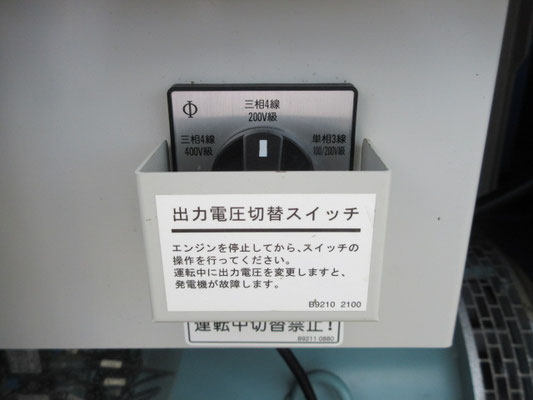 Φ
三相4線
200V級
三相4線
400V級
単相3線
100/200V級
出力電圧切替スイッチ
エンジンを停止してから、スイッチの
操作を行ってください。
運転中に出力電圧を変更しますと、
発電機が故障します。
B9210 2100
運転中切替禁止!
B9211 0880